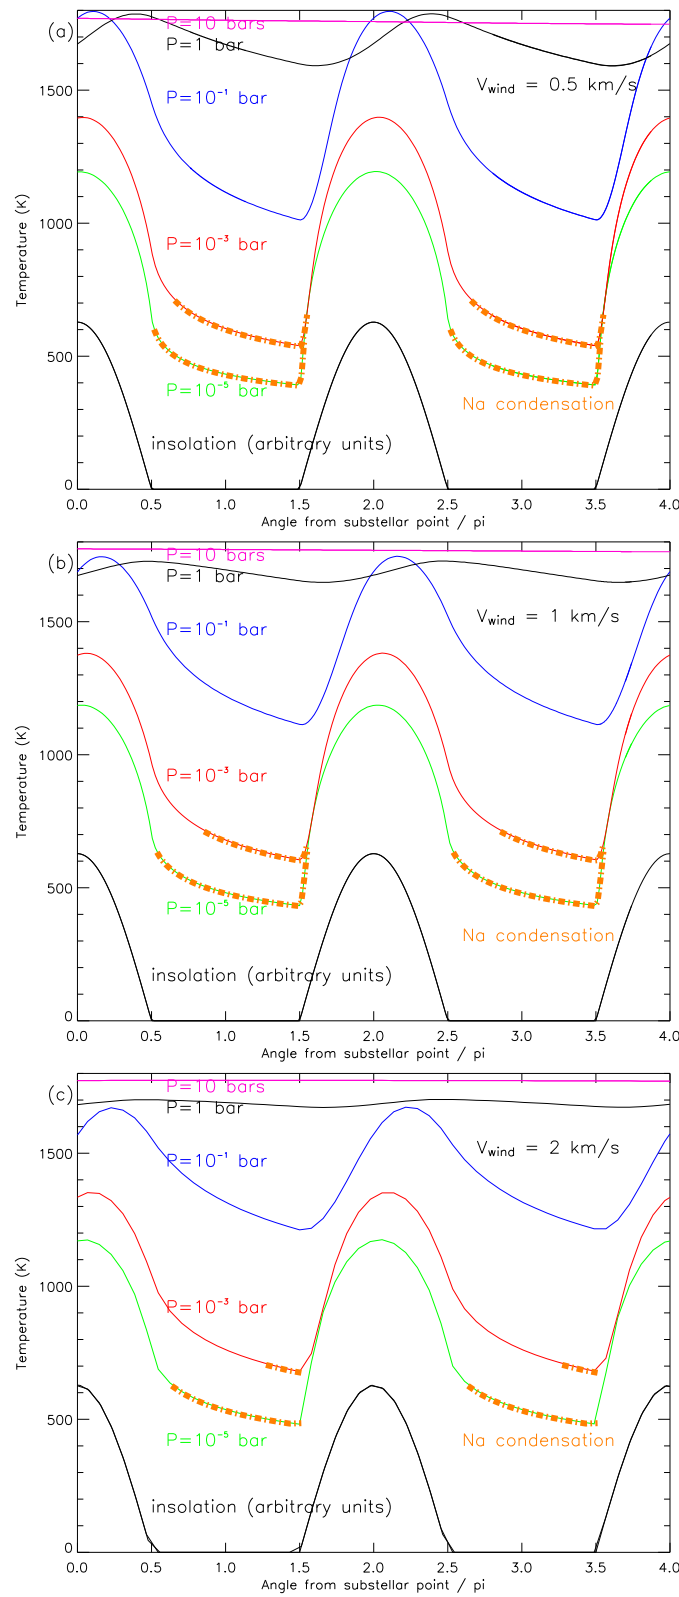 (a)
P=10 bars
P=1 bar
P=10⁻¹ bar
V_wind = 0.5 km/s
P=10⁻³ bar
P=10⁻⁵ bar
Na condensation
insolation (arbitrary units)
Temperature (K)
1500
1000
500
0
0.0 0.5 1.0 1.5 2.0 2.5 3.0 3.5 4.0
Angle from substellar point / pi
(b)
P=10 bars
P=1 bar
P=10⁻¹ bar
V_wind = 1 km/s
P=10⁻³ bar
P=10⁻⁵ bar
Na condensation
insolation (arbitrary units)
Temperature (K)
1500
1000
500
0
0.0 0.5 1.0 1.5 2.0 2.5 3.0 3.5 4.0
Angle from substellar point / pi
(c)
P=10 bars
P=1 bar
P=10⁻¹ bar
V_wind = 2 km/s
P=10⁻³ bar
P=10⁻⁵ bar
Na condensation
insolation (arbitrary units)
Temperature (K)
1500
1000
500
0
0.0 0.5 1.0 1.5 2.0 2.5 3.0 3.5 4.0
Angle from substellar point / pi